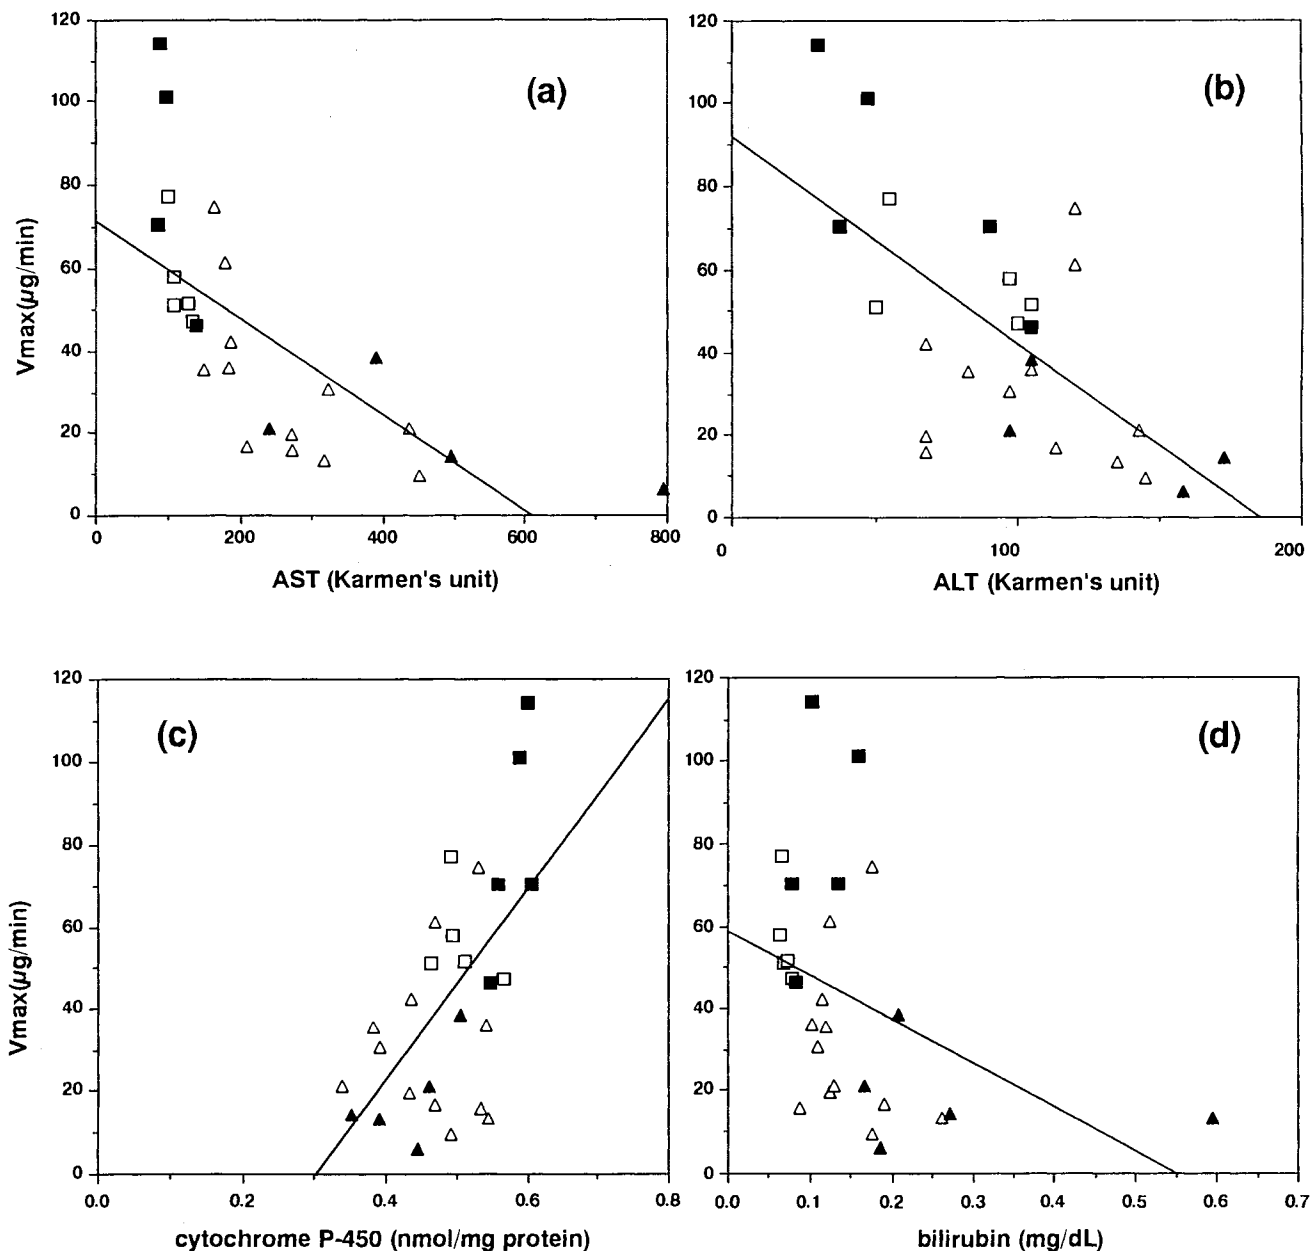 (a)
120
100
80
60
40
20
0
Vmax(µg/min)
0 200 400 600 800
AST (Karmen's unit)
(b)
120
100
80
60
40
20
0
0 100 200
ALT (Karmen's unit)
(c)
120
100
80
60
40
20
0
Vmax(µg/min)
0.0 0.2 0.4 0.6 0.8
cytochrome P-450 (nmol/mg protein)
(d)
120
100
80
60
40
20
0
0.0 0.1 0.2 0.3 0.4 0.5 0.6 0.7
bilirubin (mg/dL)